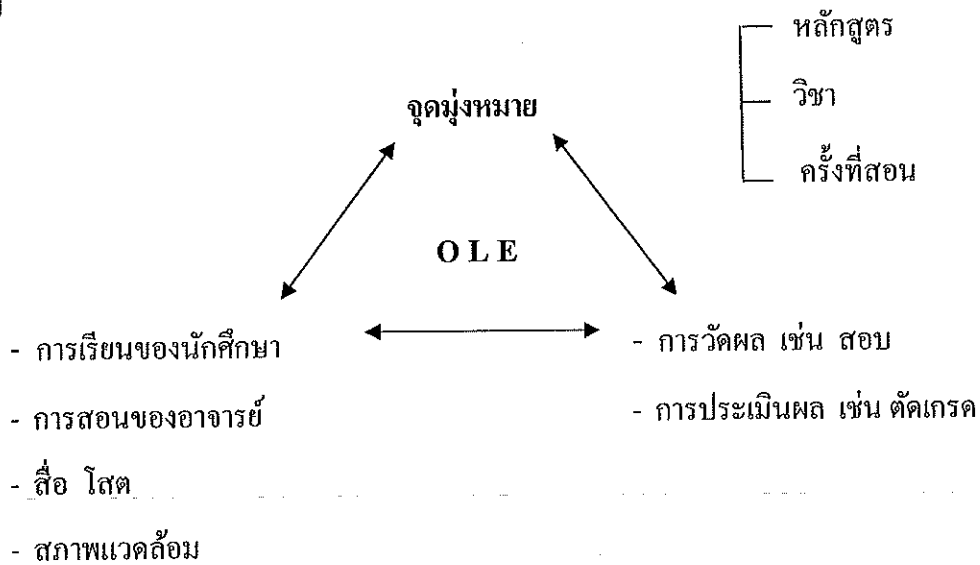 หลักสูตร
จุดมุ่งหมาย
วิชา
ครั้งที่สอน
O L E
- การเรียนของนักศึกษา
- การวัดผล เช่น สอบ
- การสอนของอาจารย์
- การประเมินผล เช่น ตัดเกรด
- สื่อ โสต
- สภาพแวดล้อม